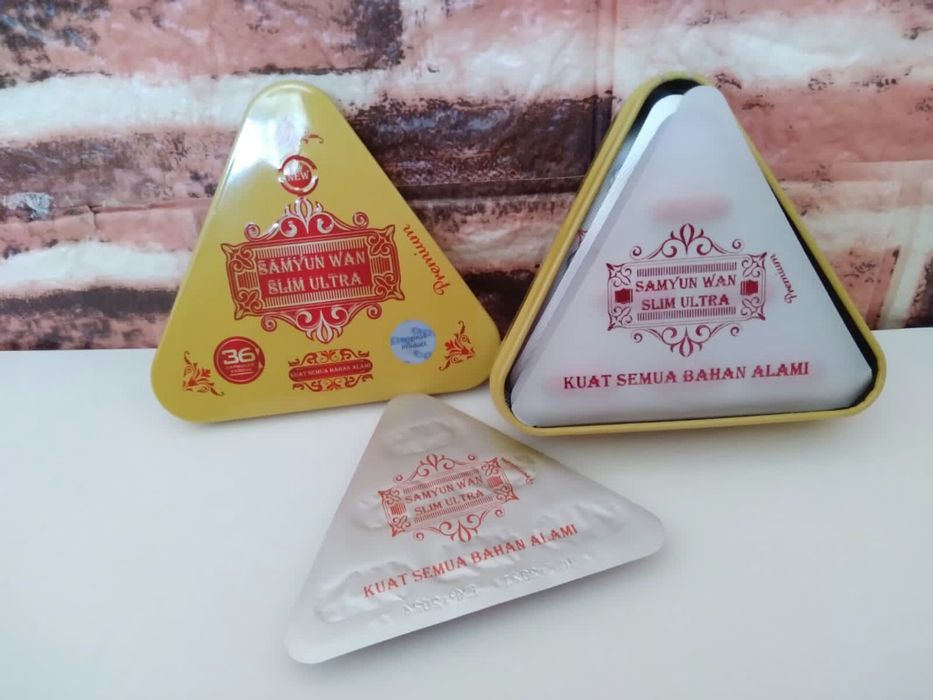 NEW
SAMYUN WAN
SLIM ULTRA
Premium
36
KUAT SEMUA BAHAN ALAMI
SAMYUN WAN
SLIM ULTRA
Premium
KUAT SEMUA BAHAN ALAMI
SAMYUN WAN
SLIM ULTRA
Premium
KUAT SEMUA BAHAN ALAMI